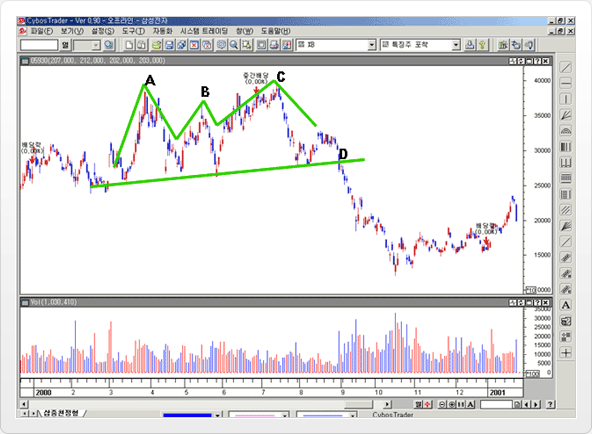 CybosTrader - Ver 0,90 - 오프라인 - 삼성전자
파일(F) 보기(V) 설정(S) 도구(T) 자동화 시스템 트레이딩 창(W) 도움말(H)
일 XB 특징주 포착
05930(207,000, 212,000, 202,000, 203,000)
A
B
중간배당
(0,00%)
C
배당락
(0,00%)
D
배당락
(0,00%)
40000
35000
30000
25000
20000
15000
10000
Vol(1,030,410)
35000
30000
25000
20000
15000
10000
5000
0
2000 2 3 4 5 6 7 8 9 10 11 12 2001
삼중천정형
CybosTrader